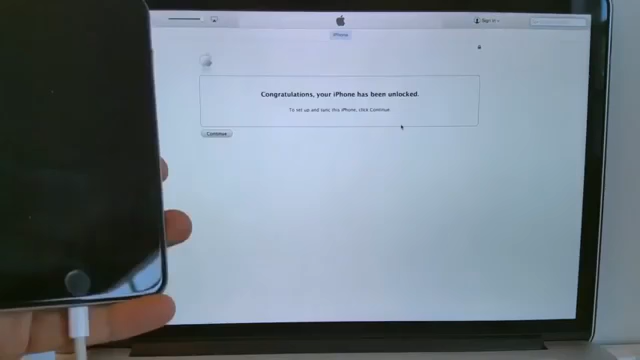 Sign In
iPhone
Congratulations, your iPhone has been unlocked.
To set up and sync this iPhone, click Continue.
Continue